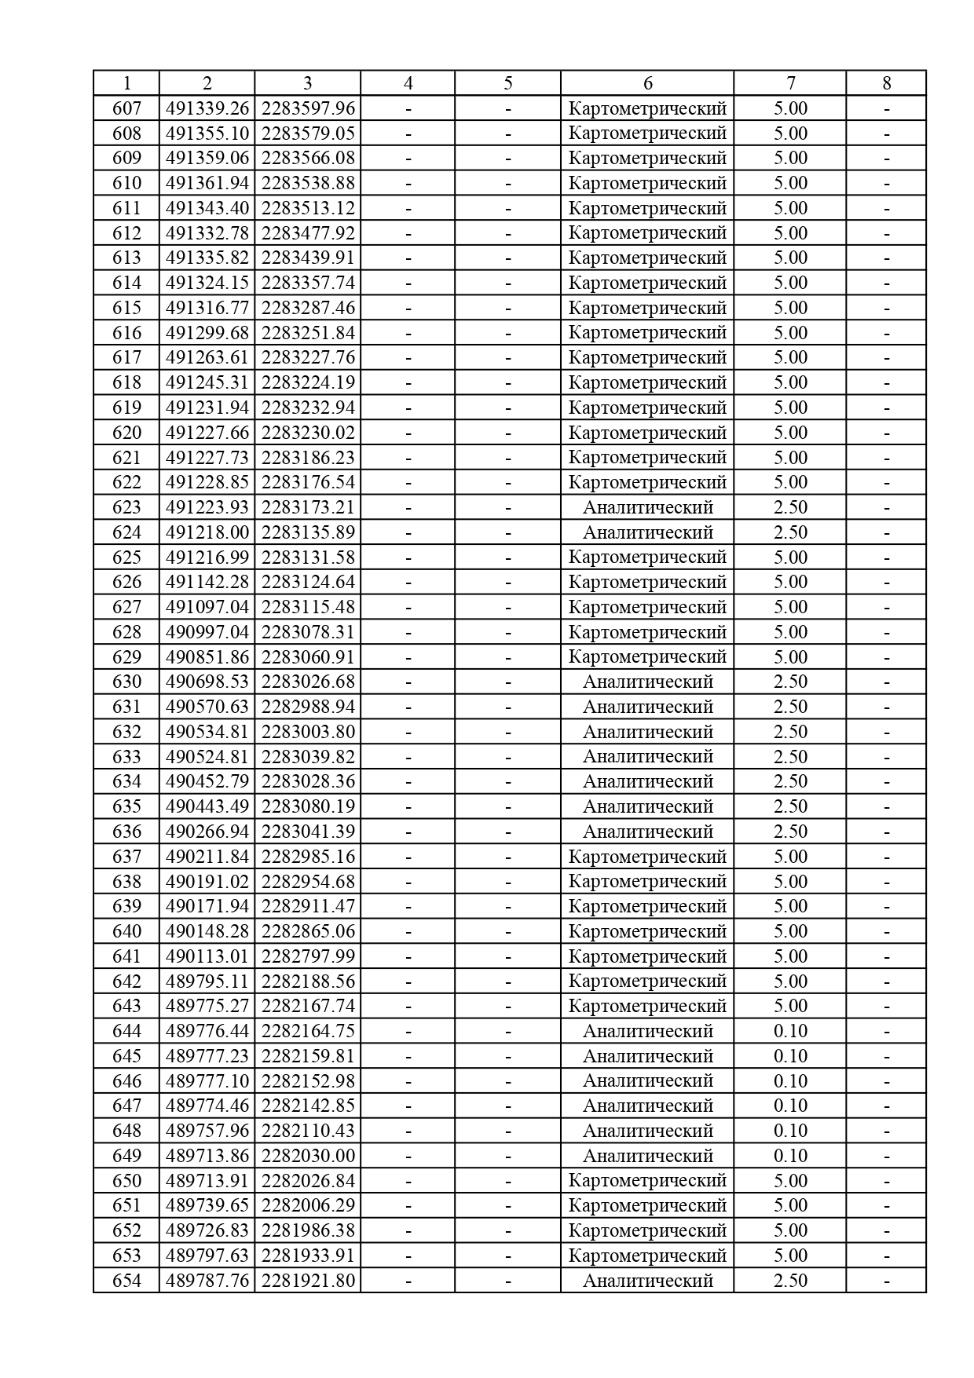 1 2 3 4 5 6 7 8
607 491339.26 2283597.96 - - Картометрический 5.00 -
608 491355.10 2283579.05 - - Картометрический 5.00 -
609 491359.06 2283566.08 - - Картометрический 5.00 -
610 491361.94 2283538.88 - - Картометрический 5.00 -
611 491343.40 2283513.12 - - Картометрический 5.00 -
612 491332.78 2283477.92 - - Картометрический 5.00 -
613 491335.82 2283439.91 - - Картометрический 5.00 -
614 491324.15 2283357.74 - - Картометрический 5.00 -
615 491316.77 2283287.46 - - Картометрический 5.00 -
616 491299.68 2283251.84 - - Картометрический 5.00 -
617 491263.61 2283227.76 - - Картометрический 5.00 -
618 491245.31 2283224.19 - - Картометрический 5.00 -
619 491231.94 2283232.94 - - Картометрический 5.00 -
620 491227.66 2283230.02 - - Картометрический 5.00 -
621 491227.73 2283186.23 - - Картометрический 5.00 -
622 491228.85 2283176.54 - - Картометрический 5.00 -
623 491223.93 2283173.21 - - Аналитический 2.50 -
624 491218.00 2283135.89 - - Аналитический 2.50 -
625 491216.99 2283131.58 - - Картометрический 5.00 -
626 491142.28 2283124.64 - - Картометрический 5.00 -
627 491097.04 2283115.48 - - Картометрический 5.00 -
628 490997.04 2283078.31 - - Картометрический 5.00 -
629 490851.86 2283060.91 - - Картометрический 5.00 -
630 490698.53 2283026.68 - - Аналитический 2.50 -
631 490570.63 2282988.94 - - Аналитический 2.50 -
632 490534.81 2283003.80 - - Аналитический 2.50 -
633 490524.81 2283039.82 - - Аналитический 2.50 -
634 490452.79 2283028.36 - - Аналитический 2.50 -
635 490443.49 2283080.19 - - Аналитический 2.50 -
636 490266.94 2283041.39 - - Аналитический 2.50 -
637 490211.84 2282985.16 - - Картометрический 5.00 -
638 490191.02 2282954.68 - - Картометрический 5.00 -
639 490171.94 2282911.47 - - Картометрический 5.00 -
640 490148.28 2282865.06 - - Картометрический 5.00 -
641 490113.01 2282797.99 - - Картометрический 5.00 -
642 489795.11 2282188.56 - - Картометрический 5.00 -
643 489775.27 2282167.74 - - Картометрический 5.00 -
644 489776.44 2282164.75 - - Аналитический 0.10 -
645 489777.23 2282159.81 - - Аналитический 0.10 -
646 489777.10 2282152.98 - - Аналитический 0.10 -
647 489774.46 2282142.85 - - Аналитический 0.10 -
648 489757.96 2282110.43 - - Аналитический 0.10 -
649 489713.86 2282030.00 - - Аналитический 0.10 -
650 489713.91 2282026.84 - - Картометрический 5.00 -
651 489739.65 2282006.29 - - Картометрический 5.00 -
652 489726.83 2281986.38 - - Картометрический 5.00 -
653 489797.63 2281933.91 - - Картометрический 5.00 -
654 489787.76 2281921.80 - - Аналитический 2.50 -